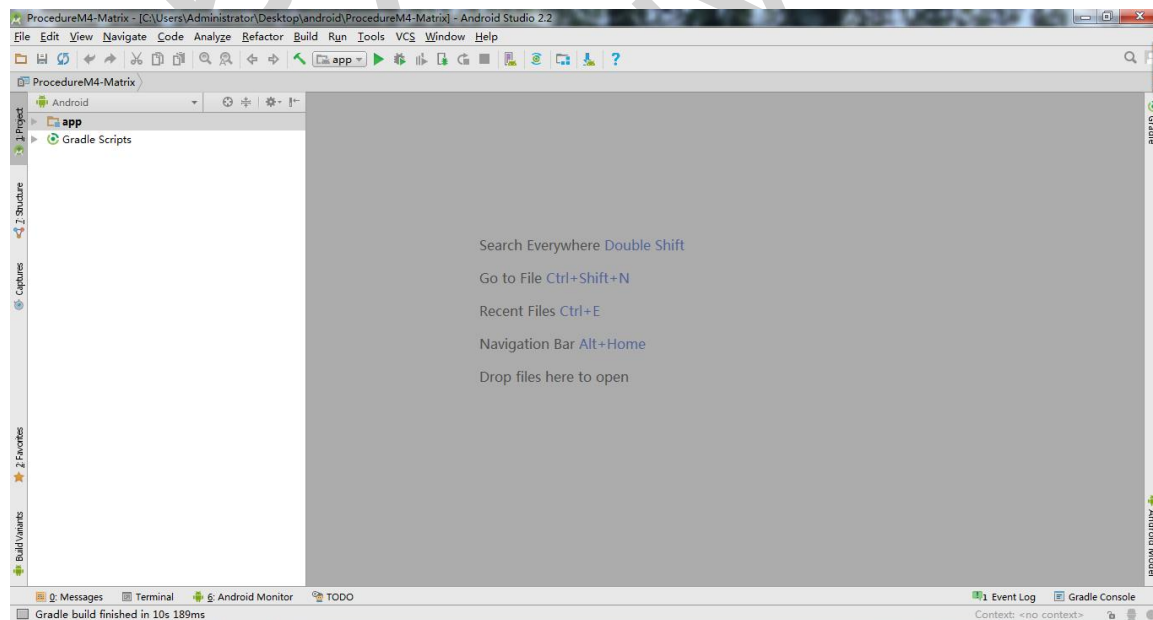 ProcedureM4-Matrix - [C:\Users\Administrator\Desktop\android\ProcedureM4-Matrix] - Android Studio 2.2
File Edit View Navigate Code Analyze Refactor Build Run Tools VCS Window Help
app
ProcedureM4-Matrix
Android
app
Gradle Scripts
1: Project
7: Structure
Captures
2: Favorites
Build Variants
Gradle
Android Model
Search Everywhere Double Shift
Go to File Ctrl+Shift+N
Recent Files Ctrl+E
Navigation Bar Alt+Home
Drop files here to open
0: Messages Terminal 6: Android Monitor TODO
1 Event Log Gradle Console
Gradle build finished in 10s 189ms
Context: <no context>